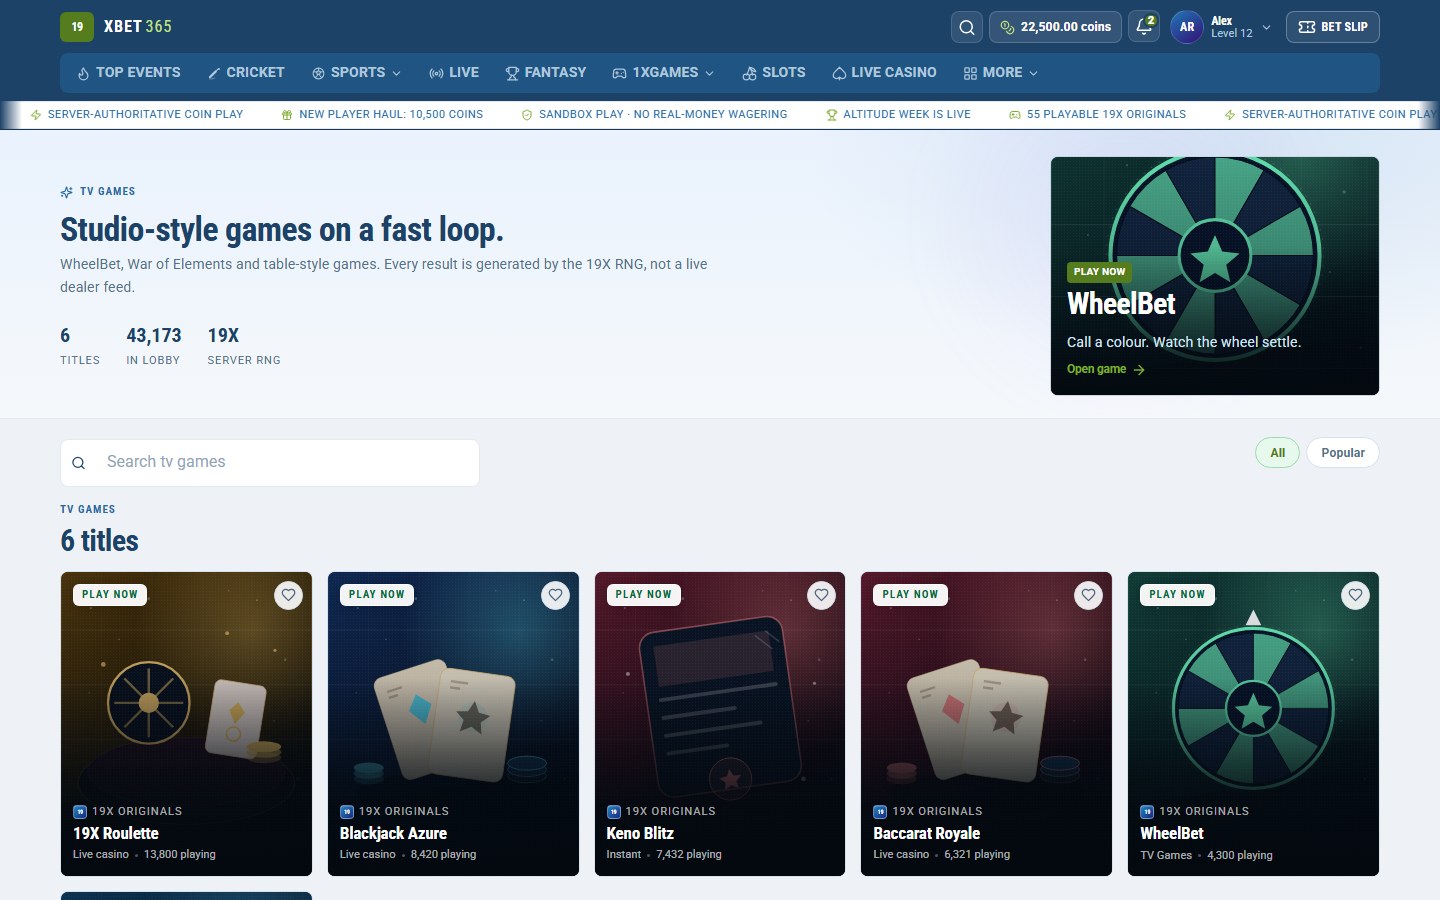 19 XBET 365
22,500.00 coins
2
AR
Alex
Level 12
BET SLIP
TOP EVENTS
CRICKET
SPORTS
LIVE
FANTASY
1XGAMES
SLOTS
LIVE CASINO
MORE
SERVER-AUTHORITATIVE COIN PLAY
NEW PLAYER HAUL: 10,500 COINS
SANDBOX PLAY · NO REAL-MONEY WAGERING
ALTITUDE WEEK IS LIVE
55 PLAYABLE 19X ORIGINALS
SERVER-AUTHORITATIVE COIN PLAY
TV GAMES
Studio-style games on a fast loop.
WheelBet, War of Elements and table-style games. Every result is generated by the 19X RNG, not a live
dealer feed.
6
TITLES
43,173
IN LOBBY
19X
SERVER RNG
PLAY NOW
WheelBet
Call a colour. Watch the wheel settle.
Open game
Search tv games
All
Popular
TV GAMES
6 titles
PLAY NOW
19 19X ORIGINALS
19X Roulette
Live casino • 13,800 playing
PLAY NOW
19 19X ORIGINALS
Blackjack Azure
Live casino • 8,420 playing
PLAY NOW
19 19X ORIGINALS
Keno Blitz
Instant • 7,432 playing
PLAY NOW
19 19X ORIGINALS
Baccarat Royale
Live casino • 6,321 playing
PLAY NOW
19 19X ORIGINALS
WheelBet
TV Games • 4,300 playing